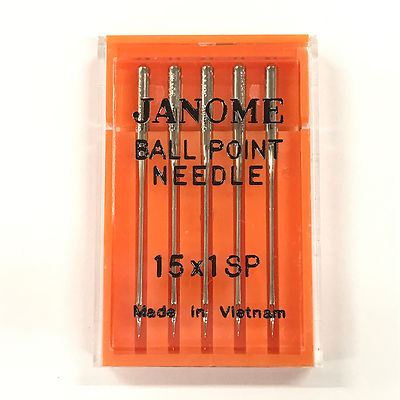 JANOME
BALL POINT
NEEDLE
15x1SP
Made in Vietnam